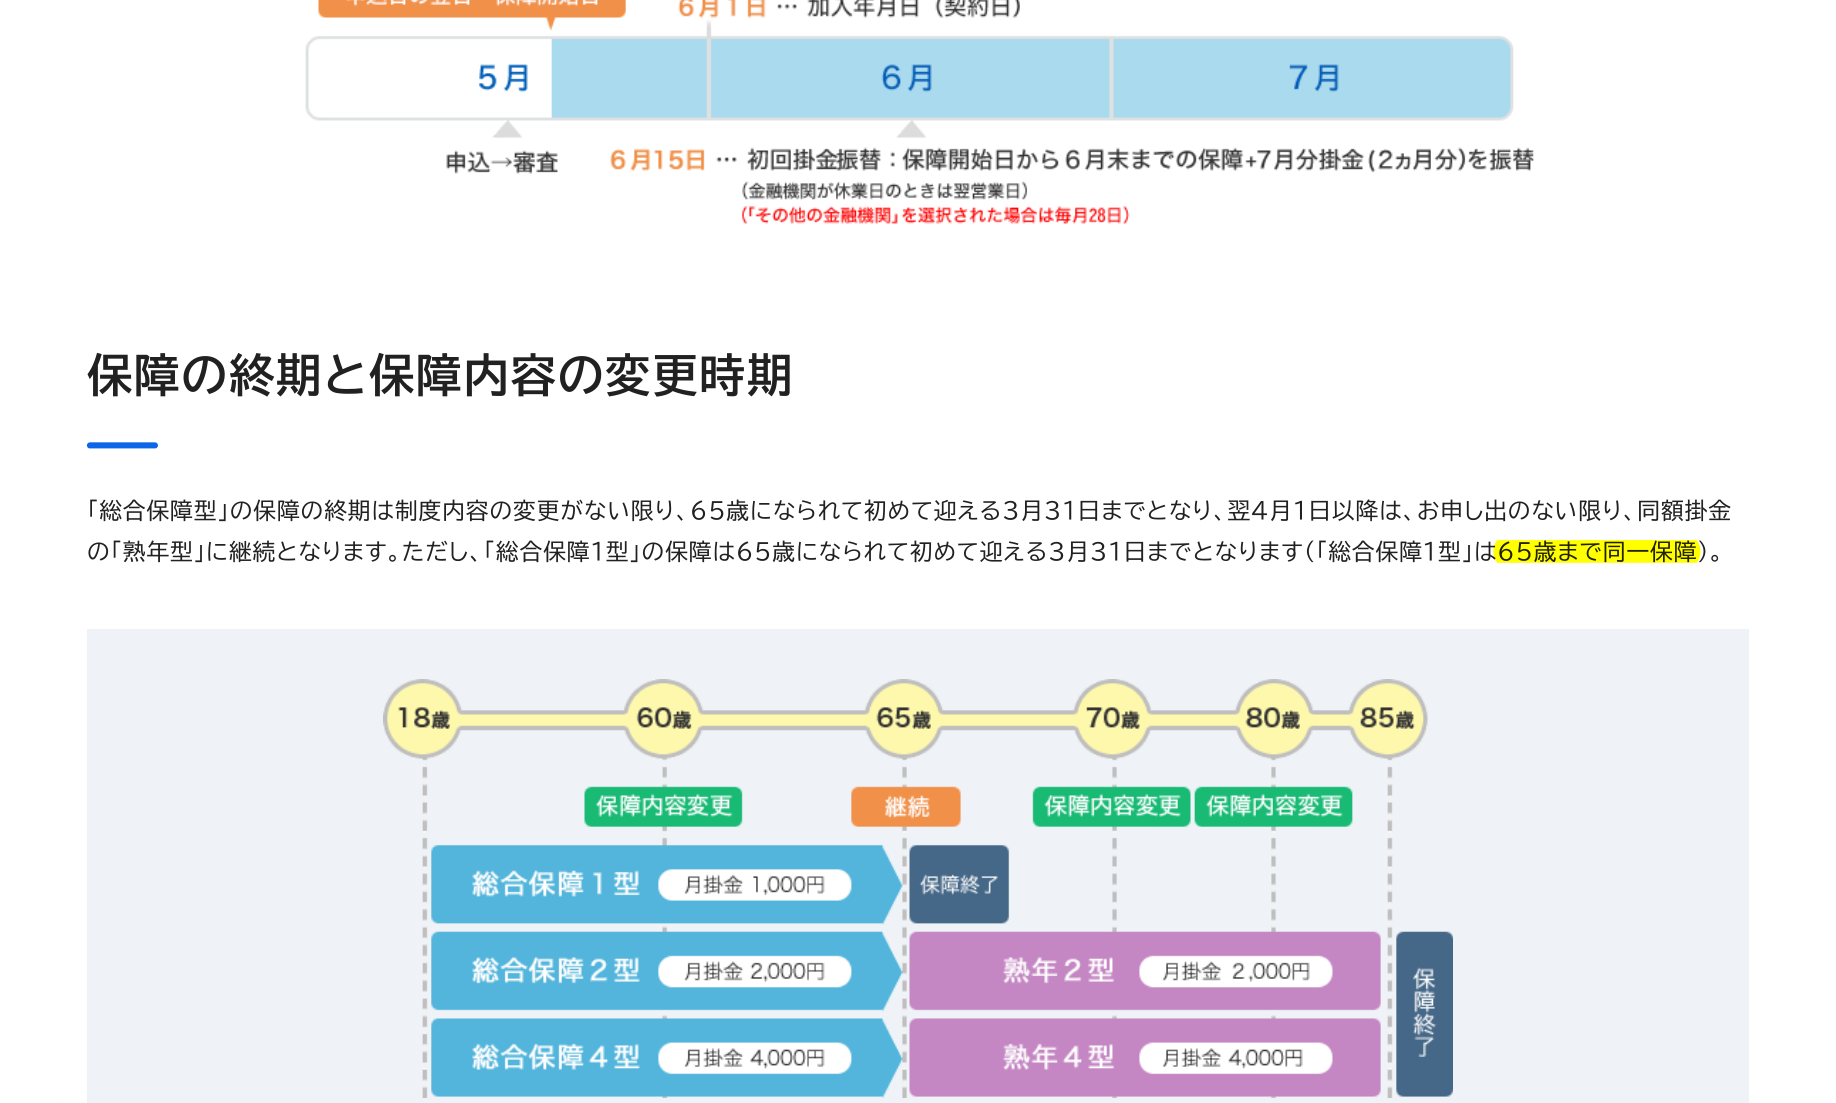 6月1日 … 加入年月日（契約日）
5月 6月 7月
申込→審査
6月15日 … 初回掛金振替：保障開始日から6月末までの保障+7月分掛金(2ヵ月分)を振替
（金融機関が休業日のときは翌営業日）
（「その他の金融機関」を選択された場合は毎月28日）
保障の終期と保障内容の変更時期
「総合保障型」の保障の終期は制度内容の変更がない限り、65歳になられて初めて迎える3月31日までとなり、翌4月1日以降は、お申し出のない限り、同額掛金
の「熟年型」に継続となります。ただし、「総合保障1型」の保障は65歳になられて初めて迎える3月31日までとなります（「総合保障1型」は65歳まで同一保障）。
18歳 60歳 65歳 70歳 80歳 85歳
保障内容変更 継続 保障内容変更 保障内容変更
総合保障1型 月掛金 1,000円 保障終了
総合保障2型 月掛金 2,000円 熟年2型 月掛金 2,000円
総合保障4型 月掛金 4,000円 熟年4型 月掛金 4,000円
保障終了